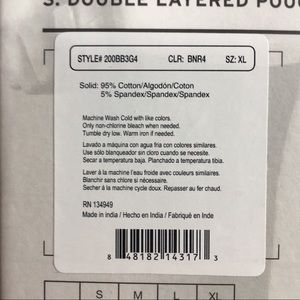 3. DOUBLE LAYERED POU
STYLE# 200BB3G4 CLR: BNR4 SZ: XL
Solid: 95% Cotton/Algodón/Coton
5% Spandex/Spandex/Spandex
Machine Wash Cold with like colors.
Only non-chlorine bleach when needed.
Tumble dry low. Warm iron if needed.
Lavado a máquina con agua fria con colores similares.
Use sólo blanqueador sin cloro cuando se necesite.
Secar a temperatura baja. Planchado a temperatura tibia.
Laver à la machine à l'eau froide avec couleurs similaires.
Blanchir sans chlore si nécessaire.
Secher à la machine cycle doux. Repasser au fer chaud.
RN 134949
Made in india / Hecho en India / Fabriqué en Inde
8 48182 14317 3
S M L XL